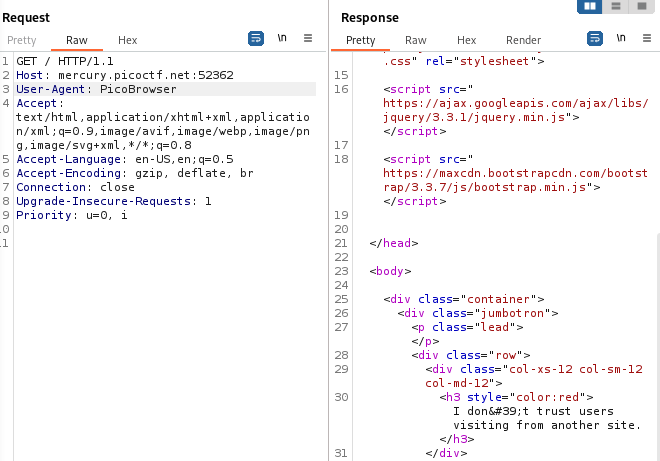 Request
Pretty Raw Hex
\n
1 GET / HTTP/1.1
2 Host: mercury.picoctf.net:52362
3 User-Agent: PicoBrowser
4 Accept:
text/html,application/xhtml+xml,applicatio
n/xml;q=0.9,image/avif,image/webp,image/pn
g,image/svg+xml,*/*;q=0.8
5 Accept-Language: en-US,en;q=0.5
6 Accept-Encoding: gzip, deflate, br
7 Connection: close
8 Upgrade-Insecure-Requests: 1
9 Priority: u=0, i
10
11
Response
Pretty Raw Hex Render
\n
.css" rel="stylesheet">
15
16 <script src="
https://ajax.googleapis.com/ajax/libs/
jquery/3.3.1/jquery.min.js">
</script>
17
18 <script src="
https://maxcdn.bootstrapcdn.com/bootst
rap/3.3.7/js/bootstrap.min.js">
</script>
19
20
21 </head>
22
23 <body>
24
25 <div class="container">
26 <div class="jumbotron">
27 <p class="lead">
</p>
28 <div class="row">
29 <div class="col-xs-12 col-sm-12
col-md-12">
30 <h3 style="color:red">
I don&#39;t trust users
visiting from another site.
</h3>
31 </div>